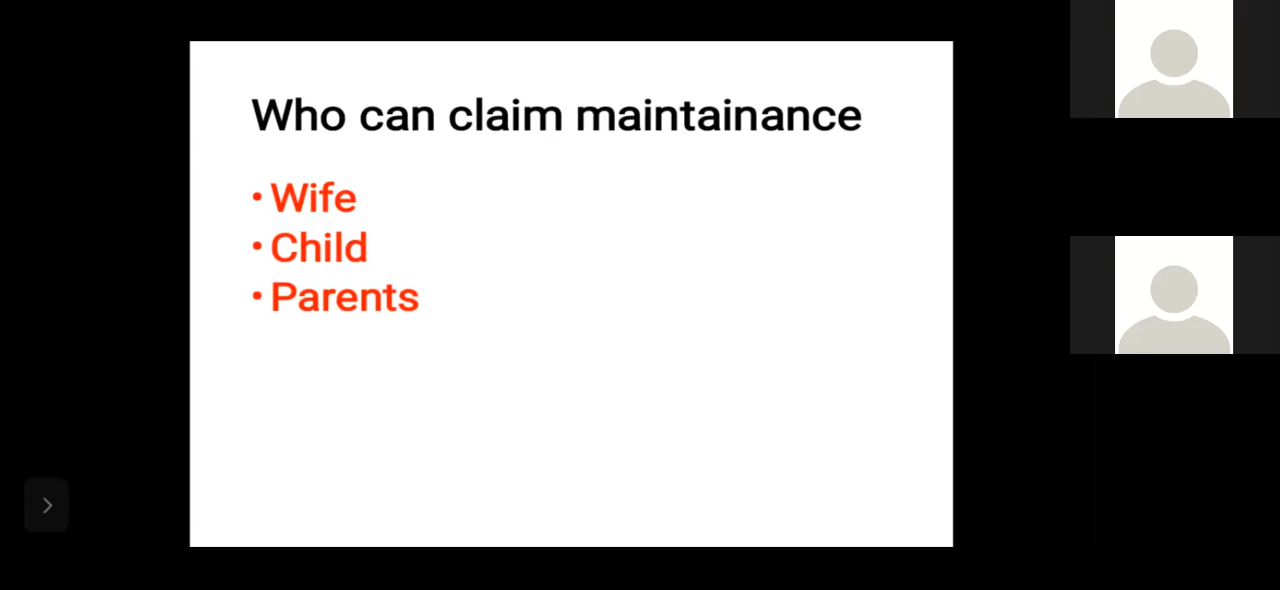 Who can claim maintainance
• Wife
• Child
• Parents